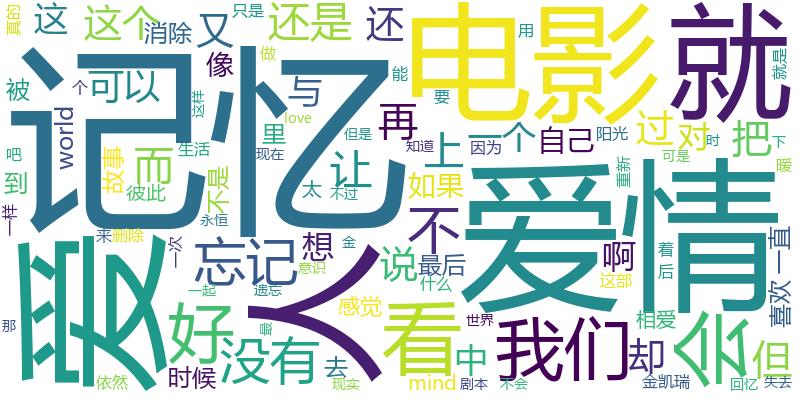 真的
这
这个
消除
又
还是
还
只是
电影
用
就
做
像
能
就是
被
个
可以
这样
与
love
要
记忆
world
里
但是
再
一个
自己
阳光
过
对
时
把
下
吧
故事
而
生活
现在
让
知道
上
因为
可是
暖
到
彼此
不是
太
不过
如果
重新
一样
来
删除
永恒
一次
忘记
想
金
不
爱情
啊
着
一直
意识
说
最后
什么
后
这部
喜欢
爱
一起
遗忘
人
感觉
那
好
最
看
世界
我们
相爱
会
但
没有
去
中
却
时候
现实
mind
剧本
不会
金凯瑞
回忆
失去
依然